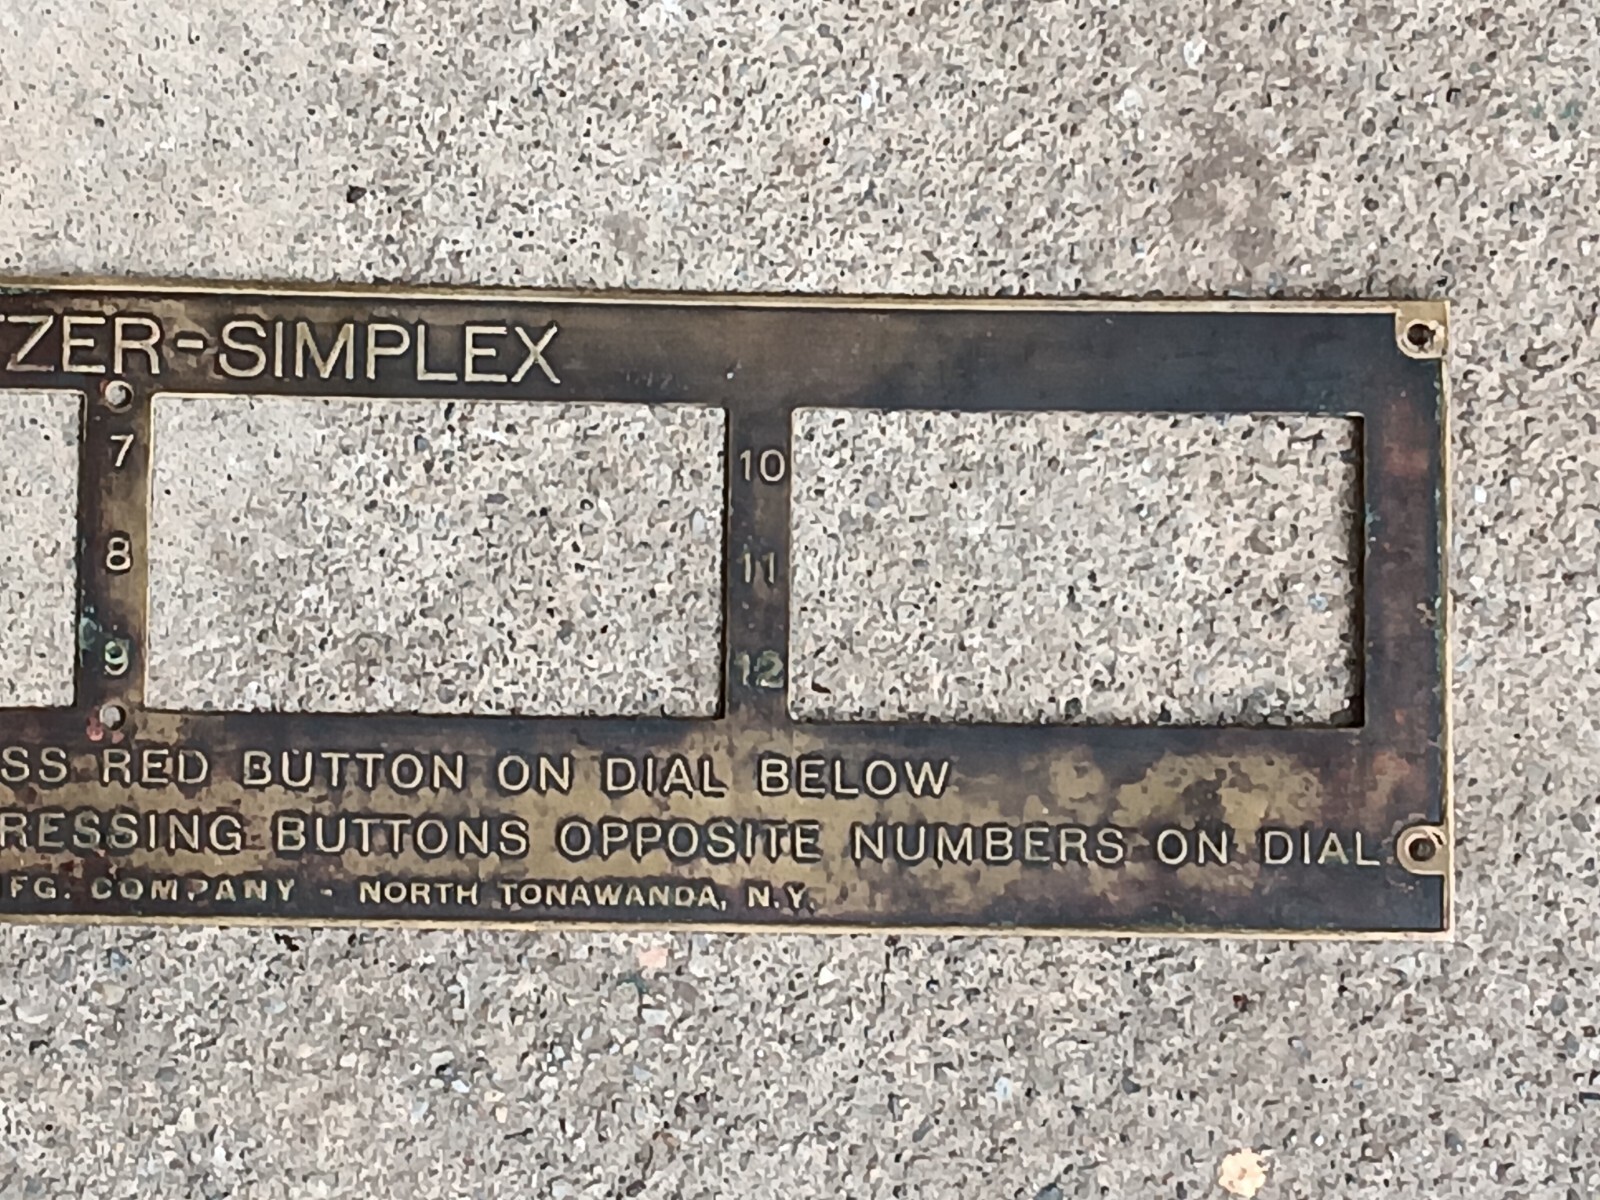 TZER-SIMPLEX
7
8
9
10
11
12
SS RED BUTTON ON DIAL BELOW
RESSING BUTTONS OPPOSITE NUMBERS ON DIAL
FG. COMPANY - NORTH TONAWANDA, N.Y.